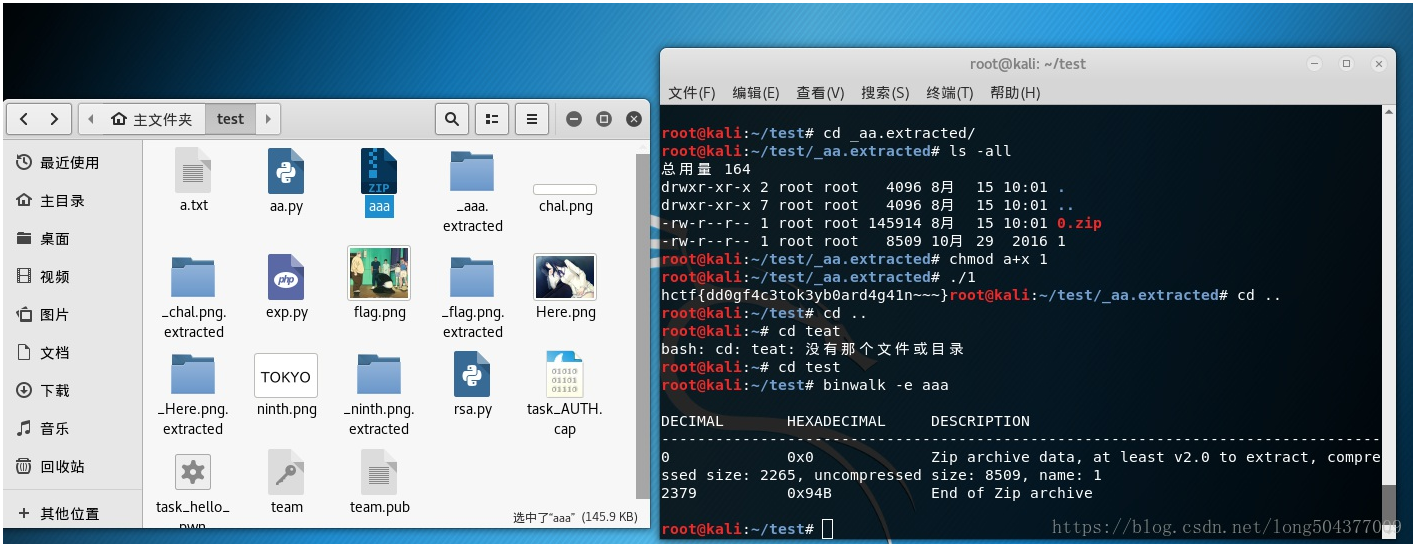 主文件夹 test
最近使用
主目录
桌面
视频
图片
文档
下载
音乐
回收站
+ 其他位置
a.txt
aa.py
ZIP
aaa
_aaa.
extracted
chal.png
_chal.png.
extracted
php
exp.py
flag.png
_flag.png.
extracted
Here.png
_Here.png.
extracted
TOKYO
ninth.png
_ninth.png.
extracted
rsa.py
01010
01101
01110
task_AUTH.
cap
task_hello_
pwn
team
team.pub
选中了“aaa” (145.9 KB)
root@kali: ~/test
文件(F) 编辑(E) 查看(V) 搜索(S) 终端(T) 帮助(H)
root@kali:~/test# cd _aa.extracted/
root@kali:~/test/_aa.extracted# ls -all
总用量 164
drwxr-xr-x 2 root root 4096 8月 15 10:01 .
drwxr-xr-x 7 root root 4096 8月 15 10:01 ..
-rw-r--r-- 1 root root 145914 8月 15 10:01 0.zip
-rw-r--r-- 1 root root 8509 10月 29 2016 1
root@kali:~/test/_aa.extracted# chmod a+x 1
root@kali:~/test/_aa.extracted# ./1
hctf{dd0gf4c3tok3yb0ard4g41n~~~}root@kali:~/test/_aa.extracted# cd ..
root@kali:~/test# cd ..
root@kali:~# cd teat
bash: cd: teat: 没有那个文件或目录
root@kali:~# cd test
root@kali:~/test# binwalk -e aaa
DECIMAL HEXADECIMAL DESCRIPTION
--------------------------------------------------------------------------------
0 0x0 Zip archive data, at least v2.0 to extract, compre
ssed size: 2265, uncompressed size: 8509, name: 1
2379 0x94B End of Zip archive
root@kali:~/test#
https://blog.csdn.net/long504377009